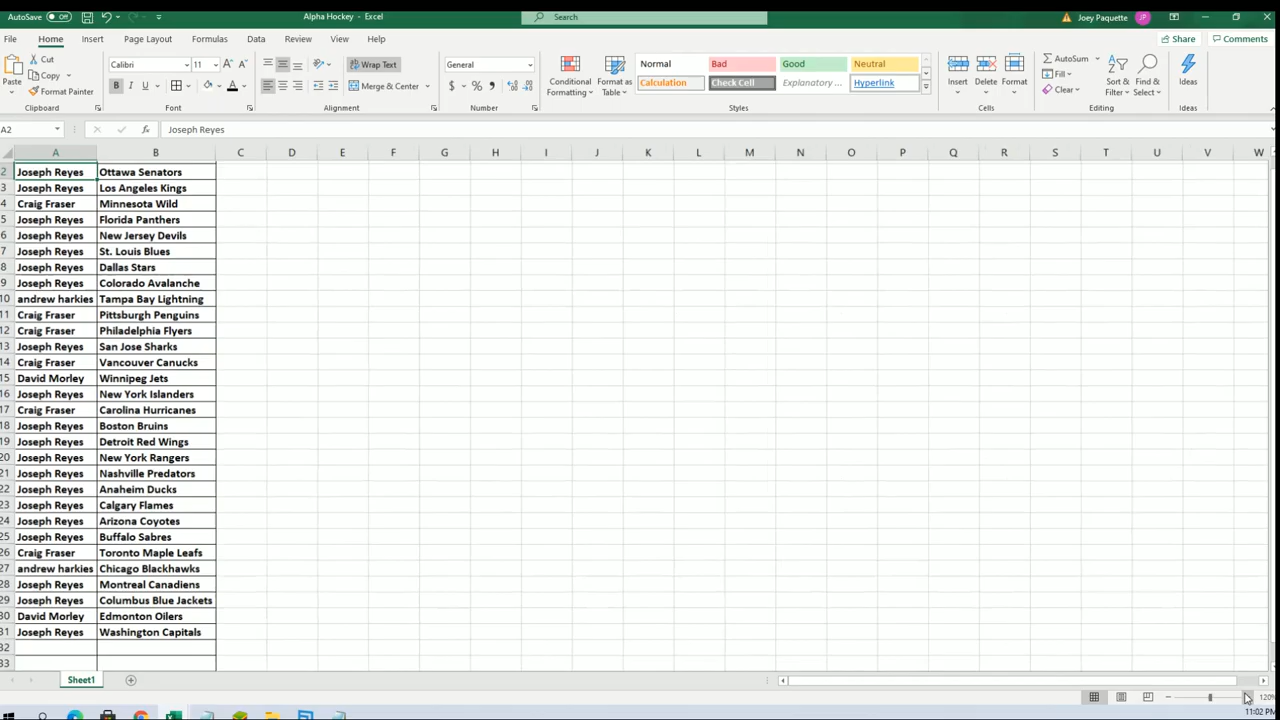 AutoSave Off Alpha Hockey - Excel Search Joey Paquette JP
File Home Insert Page Layout Formulas Data Review View Help Share Comments
Paste Cut Copy Format Painter Clipboard
Calibri 11 B I U Font
Wrap Text Merge & Center Alignment
General $ % , Number
Conditional Formatting Format as Table
Normal Bad Good Neutral
Calculation Check Cell Explanatory ... Hyperlink
Styles
Insert Delete Format Cells
AutoSum Fill Clear Sort & Filter Find & Select Editing
Ideas Ideas
A2 fx Joseph Reyes
A B C D E F G H I J K L M N O P Q R S T U V W
2 Joseph Reyes Ottawa Senators
3 Joseph Reyes Los Angeles Kings
4 Craig Fraser Minnesota Wild
5 Joseph Reyes Florida Panthers
6 Joseph Reyes New Jersey Devils
7 Joseph Reyes St. Louis Blues
8 Joseph Reyes Dallas Stars
9 Joseph Reyes Colorado Avalanche
10 andrew harkies Tampa Bay Lightning
11 Craig Fraser Pittsburgh Penguins
12 Craig Fraser Philadelphia Flyers
13 Joseph Reyes San Jose Sharks
14 Craig Fraser Vancouver Canucks
15 David Morley Winnipeg Jets
16 Joseph Reyes New York Islanders
17 Craig Fraser Carolina Hurricanes
18 Joseph Reyes Boston Bruins
19 Joseph Reyes Detroit Red Wings
20 Joseph Reyes New York Rangers
21 Joseph Reyes Nashville Predators
22 Joseph Reyes Anaheim Ducks
23 Joseph Reyes Calgary Flames
24 Joseph Reyes Arizona Coyotes
25 Joseph Reyes Buffalo Sabres
26 Craig Fraser Toronto Maple Leafs
27 andrew harkies Chicago Blackhawks
28 Joseph Reyes Montreal Canadiens
29 Joseph Reyes Columbus Blue Jackets
30 David Morley Edmonton Oilers
31 Joseph Reyes Washington Capitals
32
33
Sheet1
120%
11:02 PM